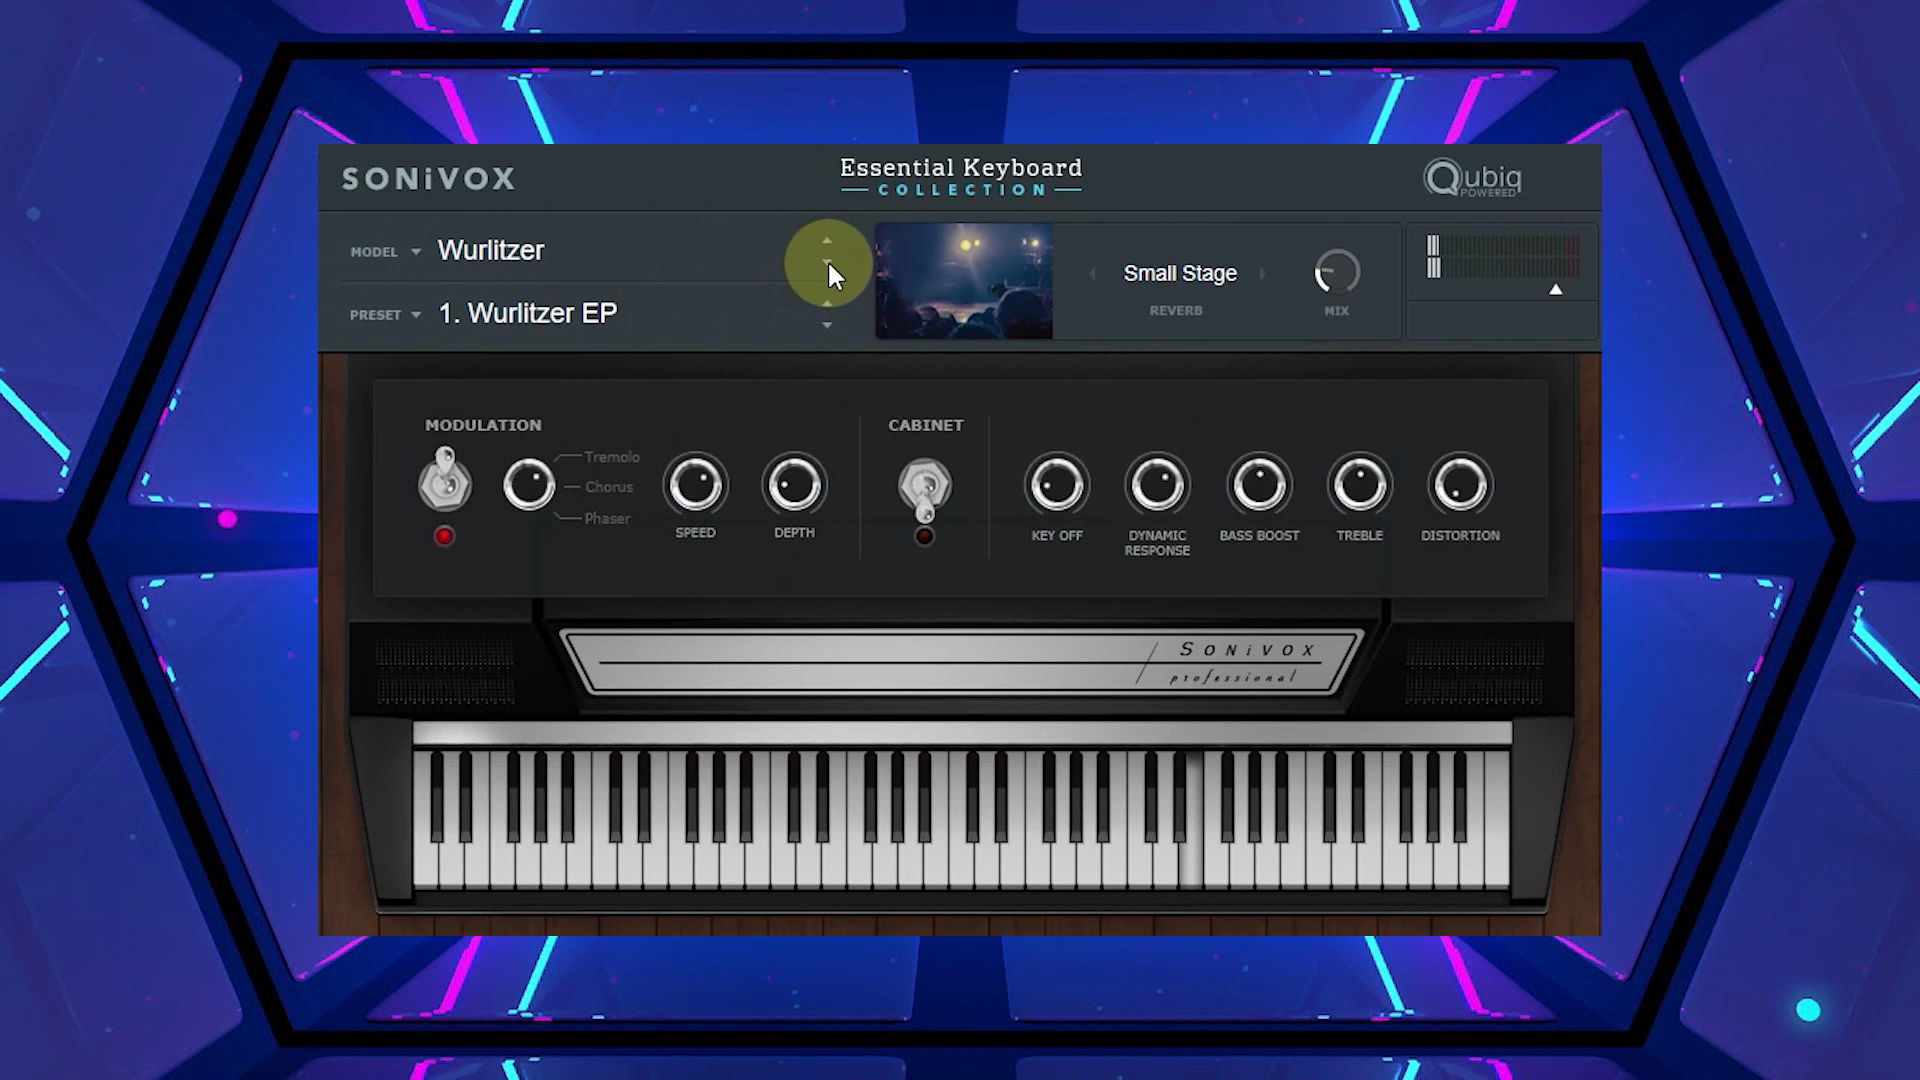 SONiVOX
Essential Keyboard
COLLECTION
Qubiq
POWERED
MODEL
Wurlitzer
PRESET
1. Wurlitzer EP
Small Stage
REVERB
MIX
MODULATION
Tremolo
Chorus
Phaser
SPEED
DEPTH
CABINET
KEY OFF
DYNAMIC
RESPONSE
BASS BOOST
TREBLE
DISTORTION
SONiVOX
professional